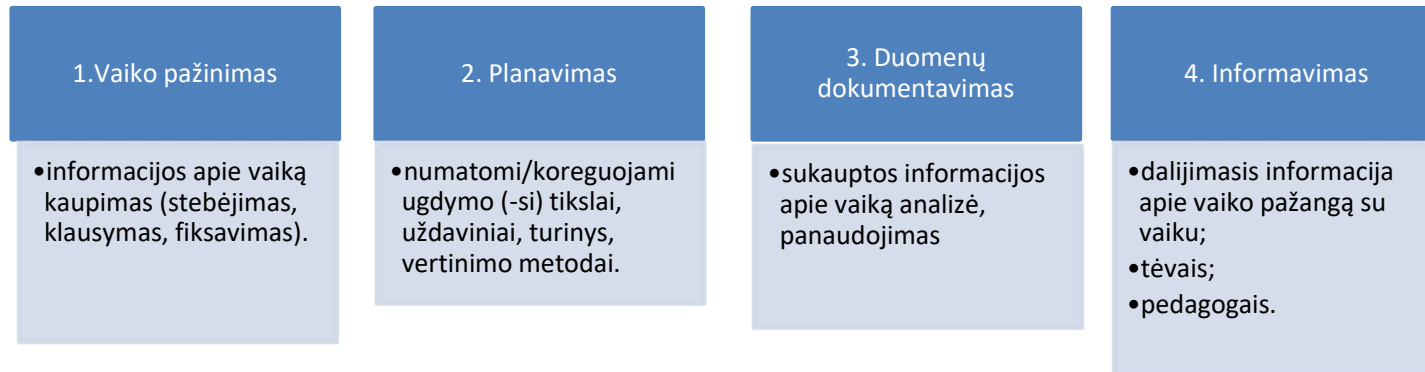 1.Vaiko pažinimas
•informacijos apie vaiką
kaupimas (stebėjimas,
klausymas, fiksavimas).
2. Planavimas
•numatomi/koreguojami
ugdymo (-si) tikslai,
uždaviniai, turinys,
vertinimo metodai.
3. Duomenų
dokumentavimas
•sukauptos informacijos
apie vaiką analizė,
panaudojimas
4. Informavimas
•dalijimasis informacija
apie vaiko pažangą su
vaiku;
•tėvais;
•pedagogais.